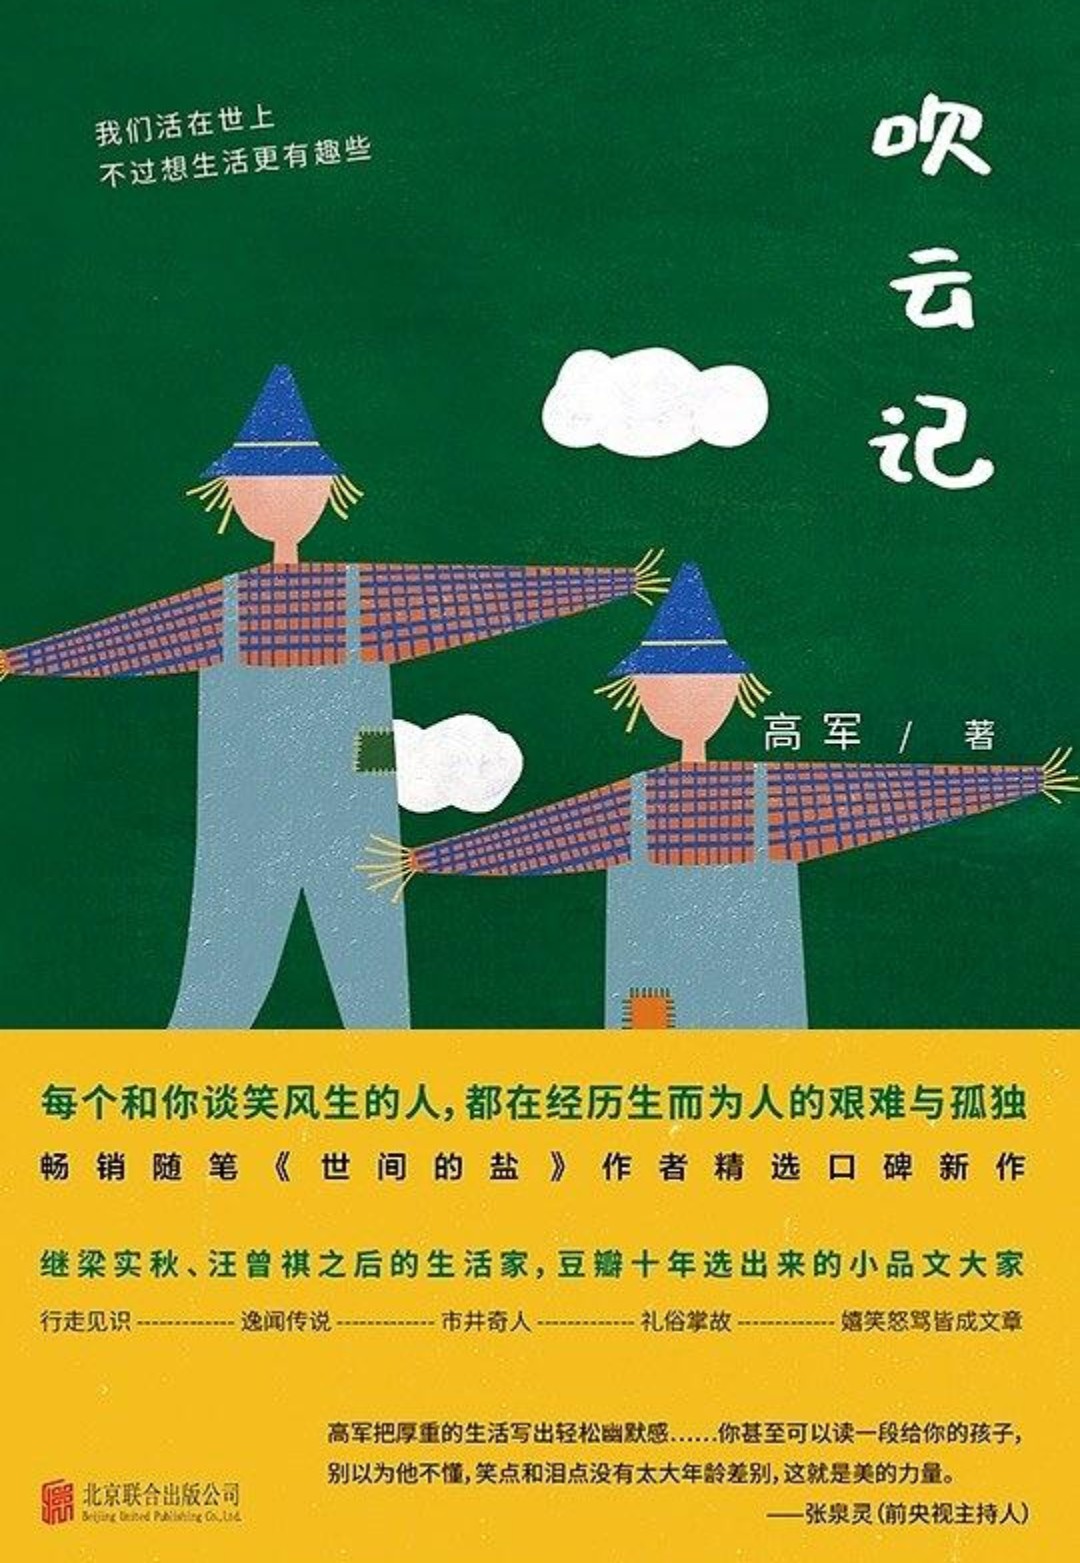 我们活在世上
不过想生活更有趣些
吹云记
高军 / 著
每个和你谈笑风生的人,都在经历生而为人的艰难与孤独
畅销随笔《世间的盐》作者精选口碑新作
继梁实秋、汪曾祺之后的生活家,豆瓣十年选出来的小品文大家
行走见识 ------------- 逸闻传说 ------------- 市井奇人 ------------- 礼俗掌故 ------------- 嬉笑怒骂皆成文章
高军把厚重的生活写出轻松幽默感……你甚至可以读一段给你的孩子,
别以为他不懂,笑点和泪点没有太大年龄差别,这就是美的力量。
——张泉灵(前央视主持人)
北京联合出版公司
Beijing United Publishing Co.,Ltd.